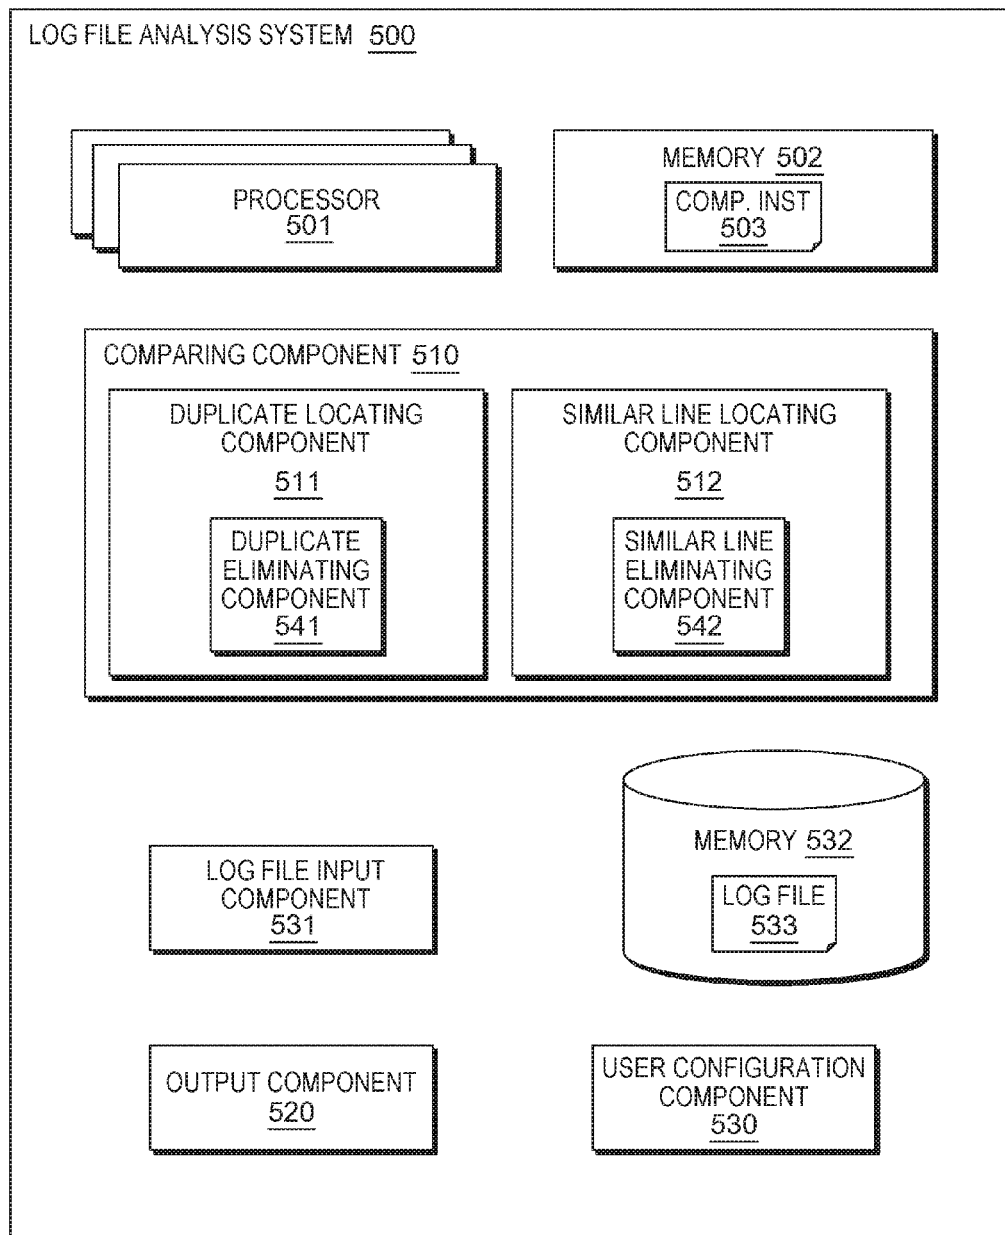 LOG FILE ANALYSIS SYSTEM 500
PROCESSOR
501
MEMORY 502
COMP. INST
503
COMPARING COMPONENT 510
DUPLICATE LOCATING
COMPONENT
511
DUPLICATE
ELIMINATING
COMPONENT
541
SIMILAR LINE LOCATING
COMPONENT
512
SIMILAR LINE
ELIMINATING
COMPONENT
542
LOG FILE INPUT
COMPONENT
531
MEMORY 532
LOG FILE
533
OUTPUT COMPONENT
520
USER CONFIGURATION
COMPONENT
530